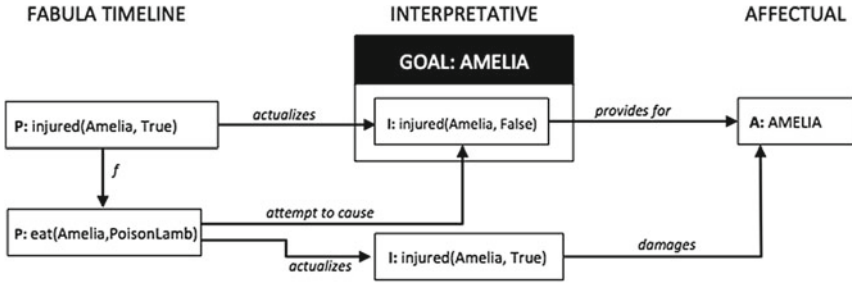 FABULA TIMELINE
INTERPRETATIVE
AFFECTUAL
GOAL: AMELIA
P: injured(Amelia, True)
actualizes
I: injured(Amelia, False)
provides for
A: AMELIA
f
P: eat(Amelia,PoisonLamb)
attempt to cause
actualizes
I: injured(Amelia, True)
damages